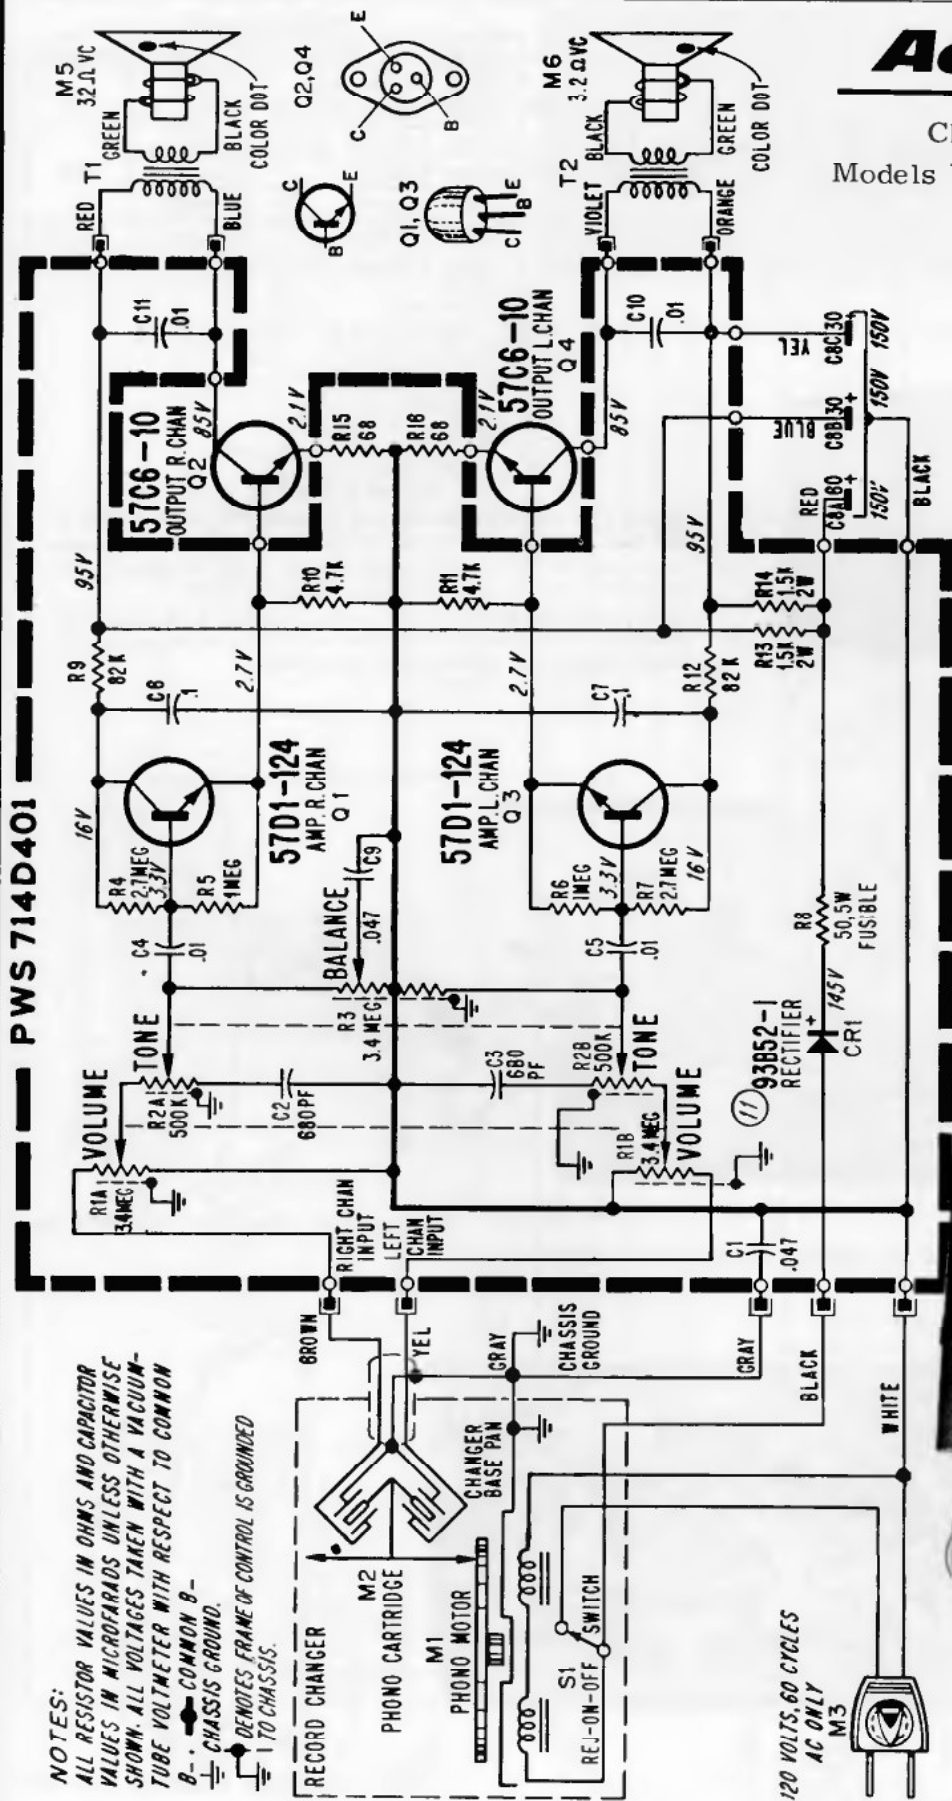 PWS 714D401
NOTES:
ALL RESISTOR VALUES IN OHMS AND CAPACITOR
VALUES IN MICROFARADS UNLESS OTHERWISE
SHOWN. ALL VOLTAGES TAKEN WITH A VACUUM-
TUBE VOLTMETER WITH RESPECT TO COMMON
B-.
COMMON B-
CHASSIS GROUND.
DENOTES FRAME OF CONTROL IS GROUNDED
TO CHASSIS.
RECORD CHANGER
M2
PHONO CARTRIDGE
M1
PHONO MOTOR
CHANGER
BASE PAN
S1
REJ-ON-OFF
SWITCH
120 VOLTS, 60 CYCLES
AC ONLY
M3
BROWN
YEL
GRAY
CHASSIS
GROUND
GRAY
BLACK
WHITE
RIGHT CHAN
INPUT
LEFT
CHAN
INPUT
C1
.047
R1A
3.4MEG
VOLUME
R2A
500K
TONE
C2
680PF
C3
680
PF
R2B
500K
TONE
R1B
3.4 MEG
VOLUME
R3
3.4 MEG
BALANCE
.047
C9
C4
.01
C5
.01
11
93B52-1
RECTIFIER
CR1
145V
R8
50,5W
FUSIBLE
16V
R4
2.7MEG
3.3V
R5
1MEG
57D1-124
AMP. R. CHAN
Q1
57D1-124
AMP. L. CHAN
Q3
R6
1MEG
3.3V
R7
2.7MEG
16V
R9
82K
C6
.1
2.7V
C7
.1
2.7V
R12
82K
95V
R10
4.7K
R11
4.7K
95V
R13
1.5K
2W
R14
1.5K
2W
57C6-10
OUTPUT R. CHAN
Q2
85V
2.1V
R15
68
R16
68
2.1V
57C6-10
OUTPUT L. CHAN
Q4
85V
C11
.01
C10
.01
RED
C8A180
+
150V
BLUE
C8B130
+
150V
YEL
C8C30
150V
BLACK
RED
BLUE
VIOLET
ORANGE
T1
GREEN
BLACK
COLOR DOT
M5
3.2 Ω VC
Q2, Q4
E
C
B
C
B
E
Q1, Q3
C
B
E
T2
BLACK
GREEN
COLOR DOT
M6
3.2 Ω VC
Models